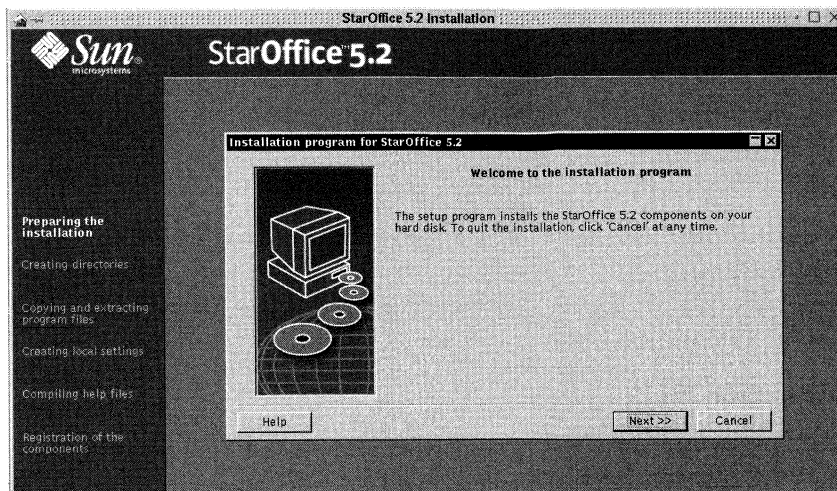 StarOffice 5.2 Installation
Sun
microsystems
StarOffice™ 5.2
Preparing the
installation
Creating directories
Copying and extracting
program files
Creating local settings
Compiling help files
Registration of the
components
Installation program for StarOffice 5.2
Welcome to the installation program
The setup program installs the StarOffice 5.2 components on your
hard disk. To quit the installation, click 'Cancel' at any time.
Help
Next >>
Cancel